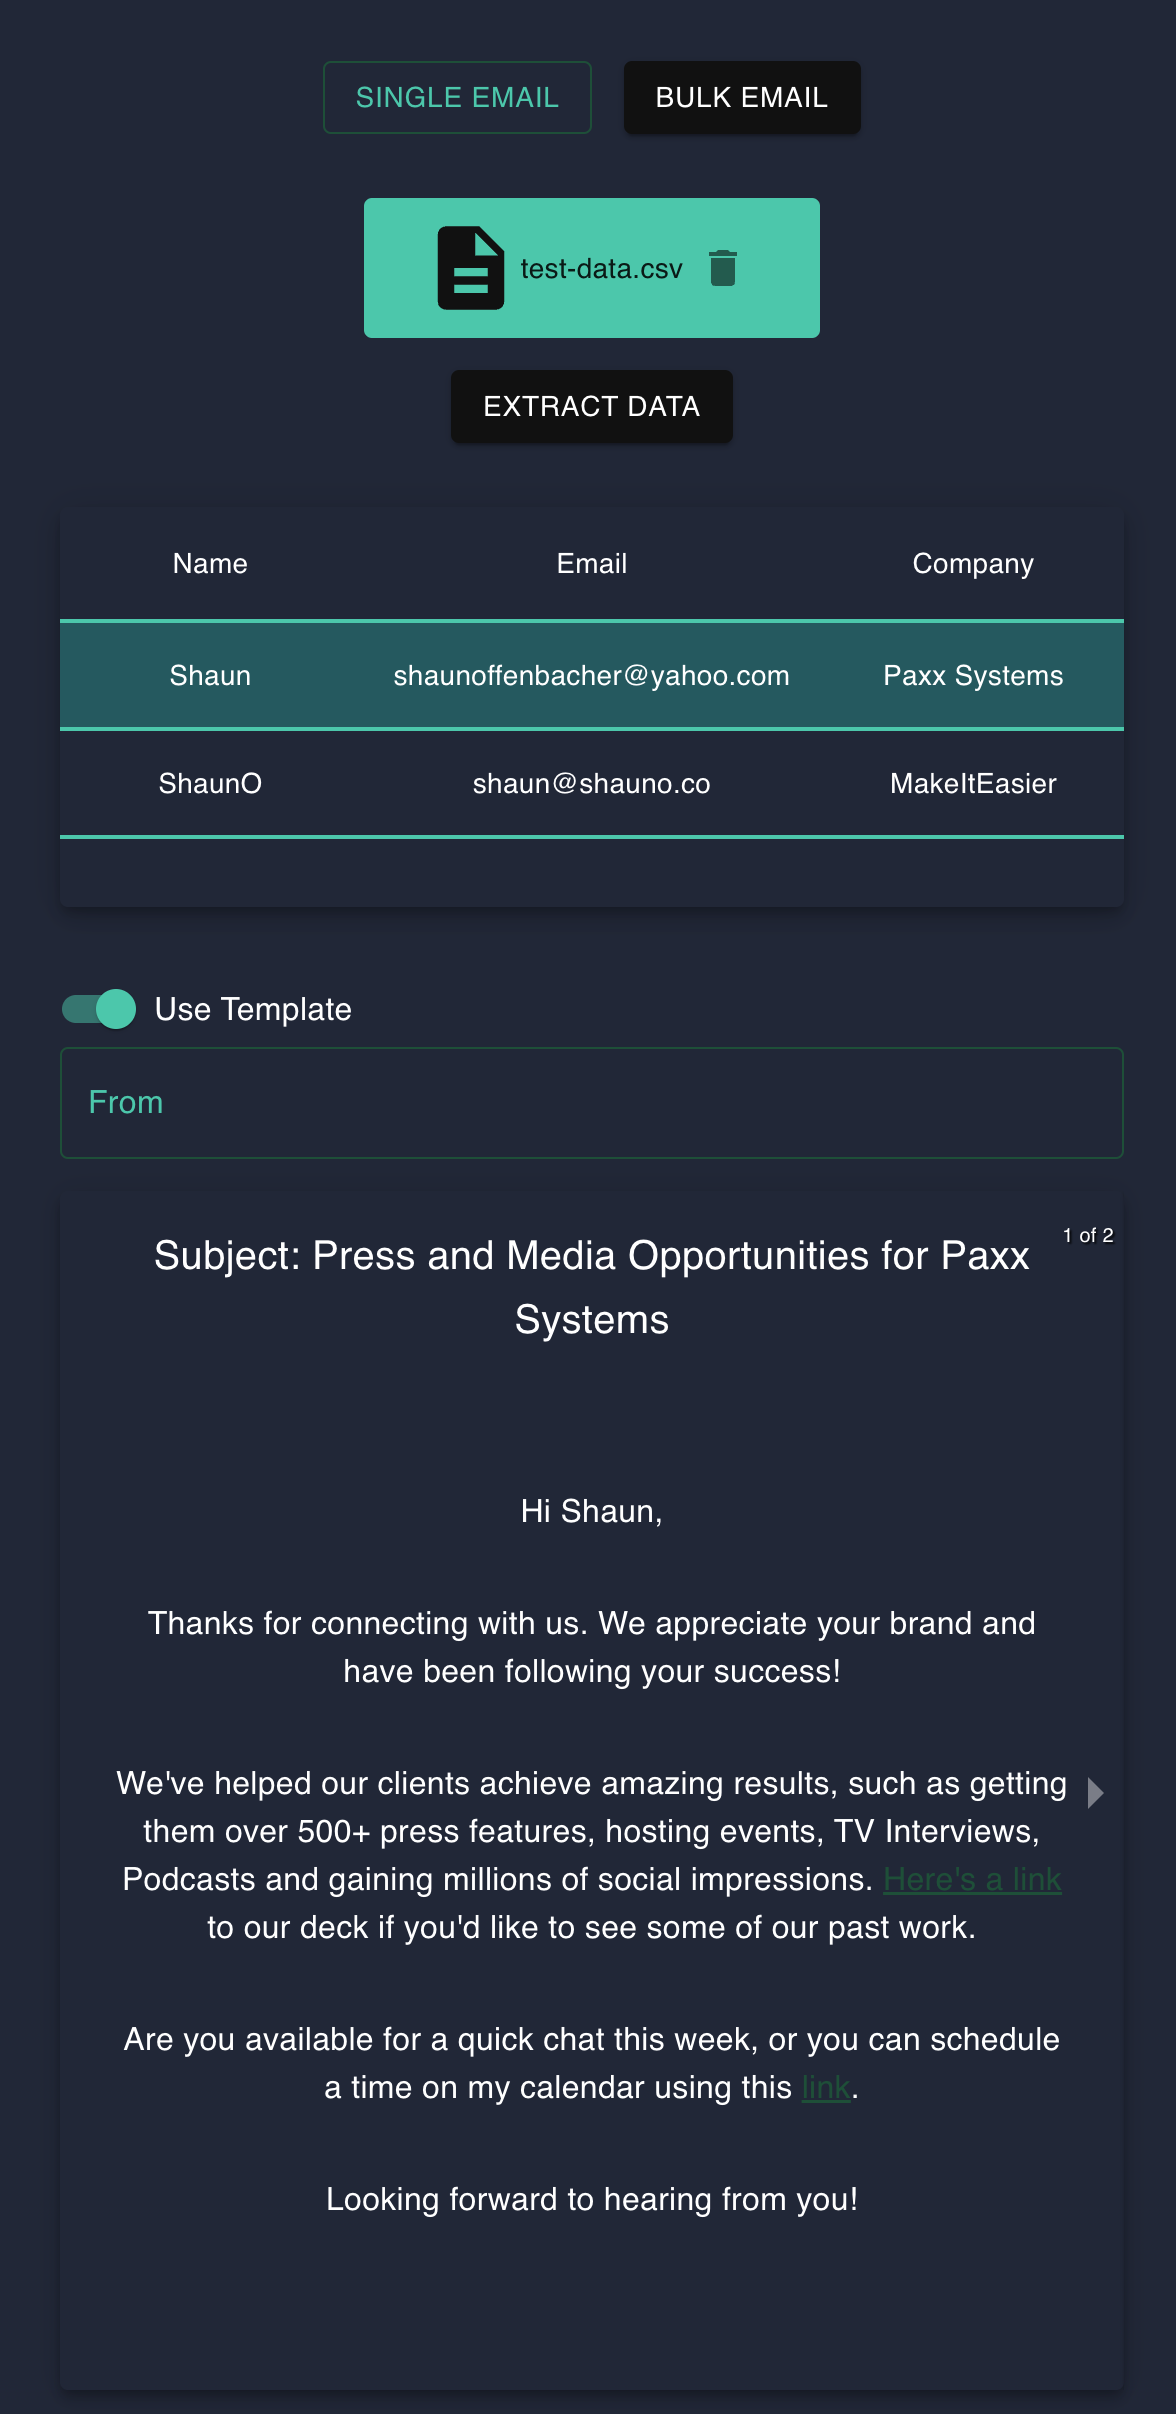 SINGLE EMAIL BULK EMAIL
test-data.csv
EXTRACT DATA
Name Email Company
Shaun shaunoffenbacher@yahoo.com Paxx Systems
ShaunO shaun@shauno.co MakeItEasier
Use Template
From
1 of 2
Subject: Press and Media Opportunities for Paxx
Systems
Hi Shaun,
Thanks for connecting with us. We appreciate your brand and
have been following your success!
We've helped our clients achieve amazing results, such as getting
them over 500+ press features, hosting events, TV Interviews,
Podcasts and gaining millions of social impressions. Here's a link
to our deck if you'd like to see some of our past work.
Are you available for a quick chat this week, or you can schedule
a time on my calendar using this link.
Looking forward to hearing from you!